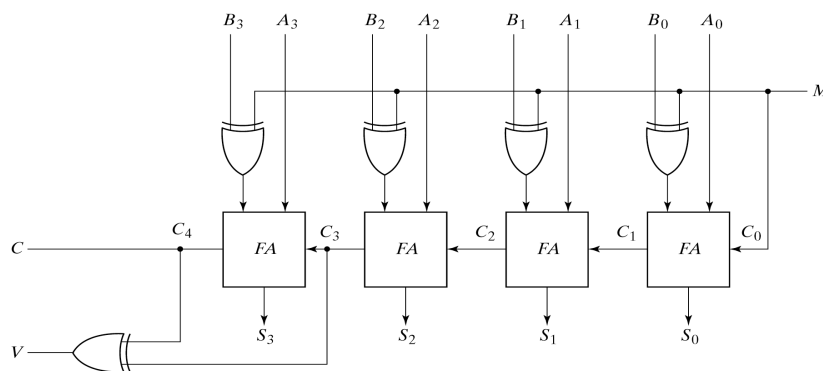 B3 A3 B2 A2 B1 A1 B0 A0
M
C4 C3 C2 C1 C0
C FA FA FA FA
S3 S2 S1 S0
V